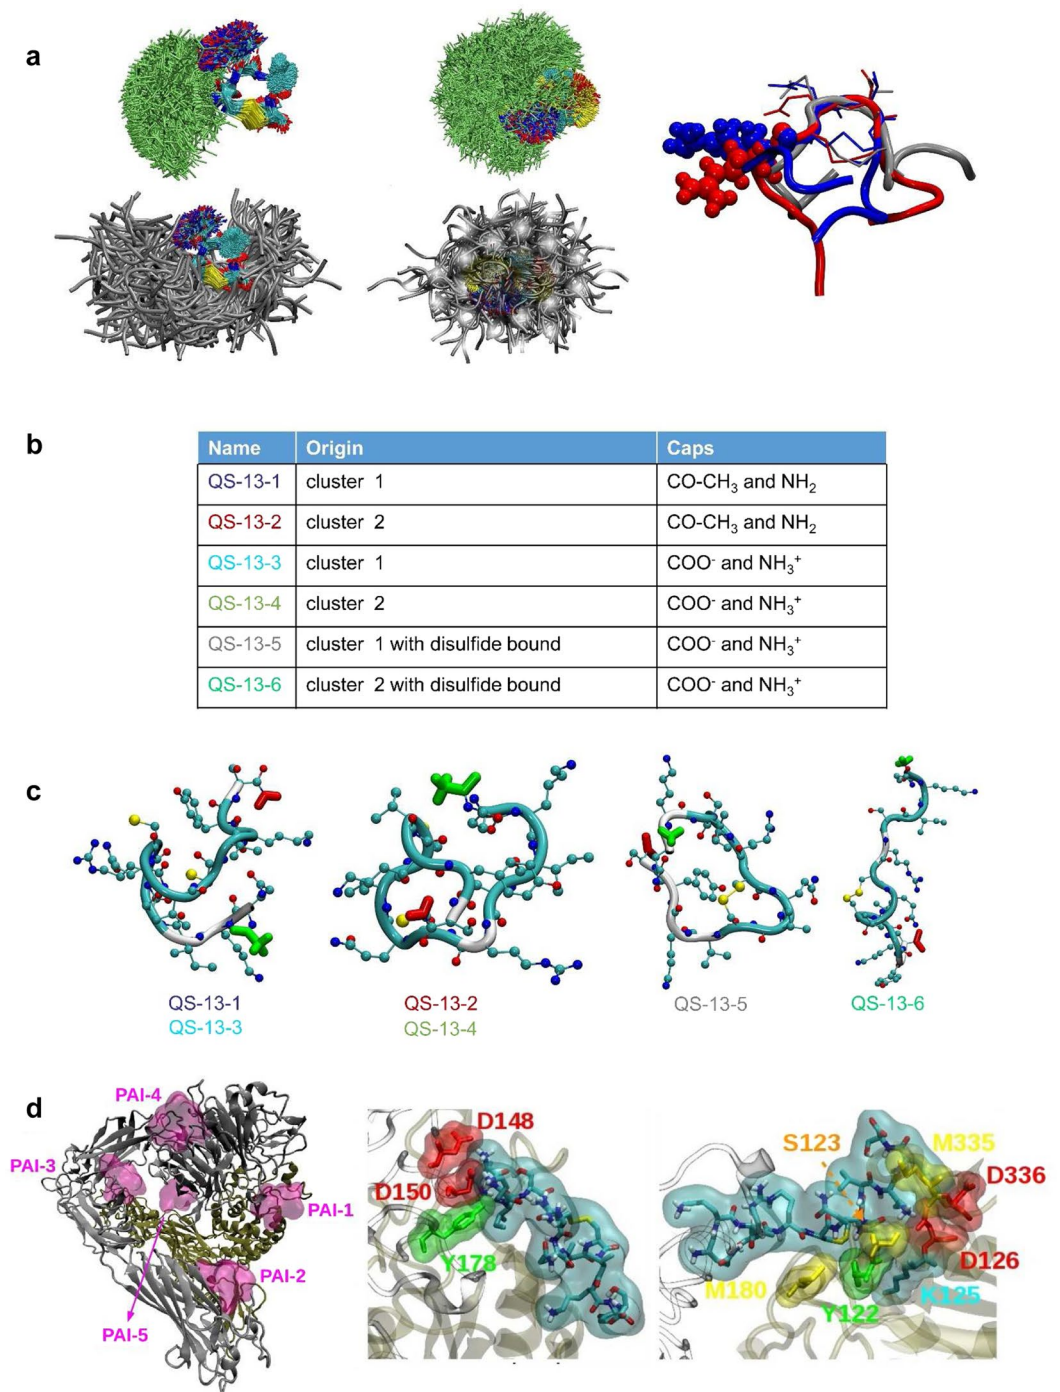 a
b
Name Origin Caps
QS-13-1 cluster 1 CO-CH₃ and NH₂
QS-13-2 cluster 2 CO-CH₃ and NH₂
QS-13-3 cluster 1 COO⁻ and NH₃⁺
QS-13-4 cluster 2 COO⁻ and NH₃⁺
QS-13-5 cluster 1 with disulfide bound COO⁻ and NH₃⁺
QS-13-6 cluster 2 with disulfide bound COO⁻ and NH₃⁺
c
QS-13-1
QS-13-3
QS-13-2
QS-13-4
QS-13-5
QS-13-6
d
PAI-4
PAI-3
PAI-1
PAI-2
PAI-5
D148
D150
Y178
S123
M335
D336
D126
M180
K125
Y122